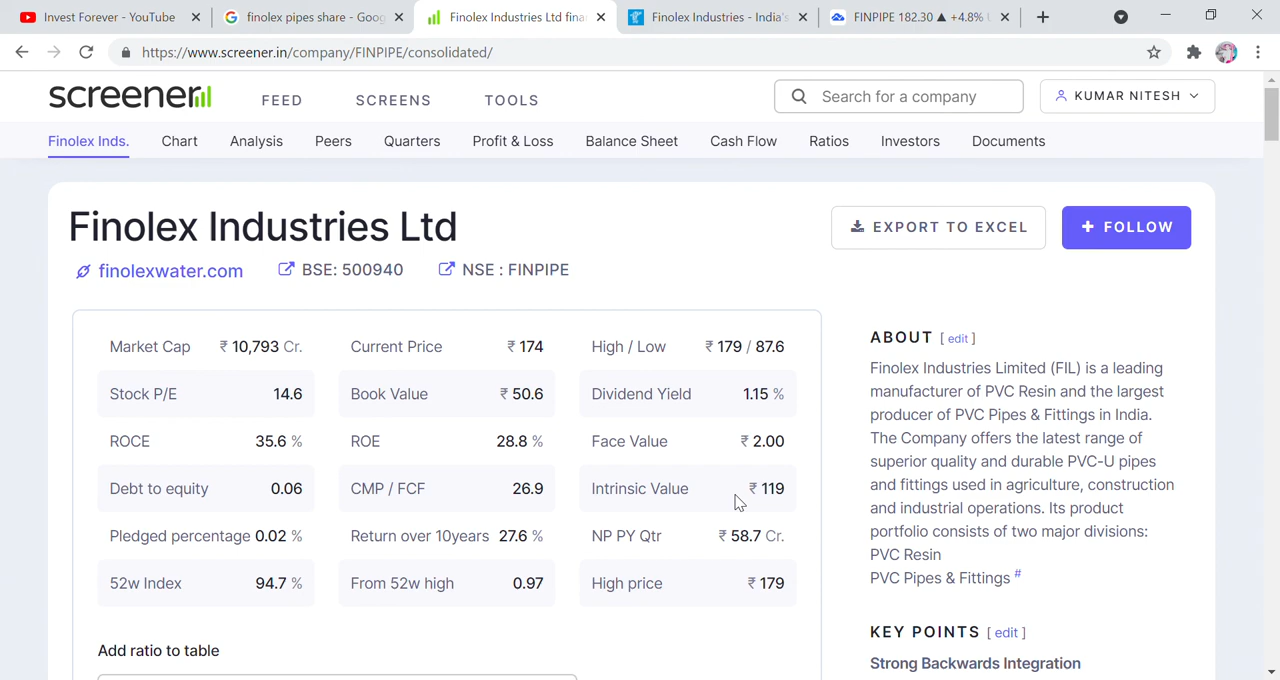 Invest Forever - YouTube
finolex pipes share - Goog
Finolex Industries Ltd fina
Finolex Industries - India's
FINPIPE 182.30 ▲ +4.8%
https://www.screener.in/company/FINPIPE/consolidated/
screener
FEED SCREENS TOOLS
Search for a company
KUMAR NITESH
Finolex Inds. Chart Analysis Peers Quarters Profit & Loss Balance Sheet Cash Flow Ratios Investors Documents
Finolex Industries Ltd
EXPORT TO EXCEL
+ FOLLOW
finolexwater.com BSE: 500940 NSE : FINPIPE
Market Cap ₹ 10,793 Cr. Current Price ₹ 174 High / Low ₹ 179 / 87.6
Stock P/E 14.6 Book Value ₹ 50.6 Dividend Yield 1.15 %
ROCE 35.6 % ROE 28.8 % Face Value ₹ 2.00
Debt to equity 0.06 CMP / FCF 26.9 Intrinsic Value ₹ 119
Pledged percentage 0.02 % Return over 10years 27.6 % NP PY Qtr ₹ 58.7 Cr.
52w Index 94.7 % From 52w high 0.97 High price ₹ 179
Add ratio to table
ABOUT [ edit ]
Finolex Industries Limited (FIL) is a leading
manufacturer of PVC Resin and the largest
producer of PVC Pipes & Fittings in India.
The Company offers the latest range of
superior quality and durable PVC-U pipes
and fittings used in agriculture, construction
and industrial operations. Its product
portfolio consists of two major divisions:
PVC Resin
PVC Pipes & Fittings #
KEY POINTS [ edit ]
Strong Backwards Integration